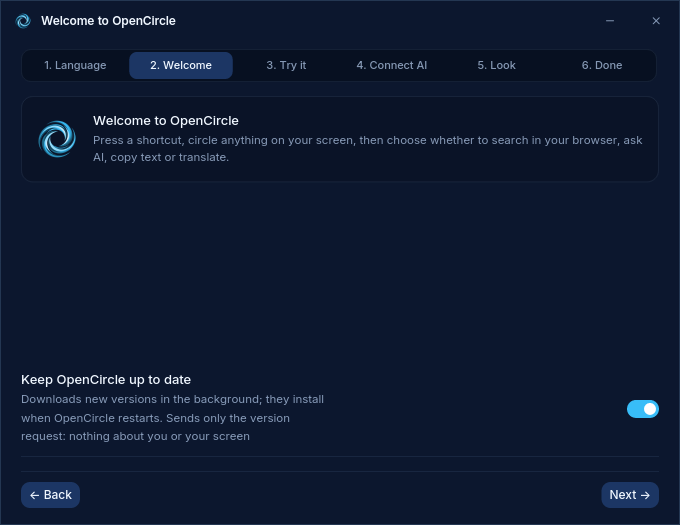 Welcome to OpenCircle
1. Language
2. Welcome
3. Try it
4. Connect AI
5. Look
6. Done
Welcome to OpenCircle
Press a shortcut, circle anything on your screen, then choose whether to search in your browser, ask
AI, copy text or translate.
Keep OpenCircle up to date
Downloads new versions in the background; they install
when OpenCircle restarts. Sends only the version
request: nothing about you or your screen
← Back
Next →